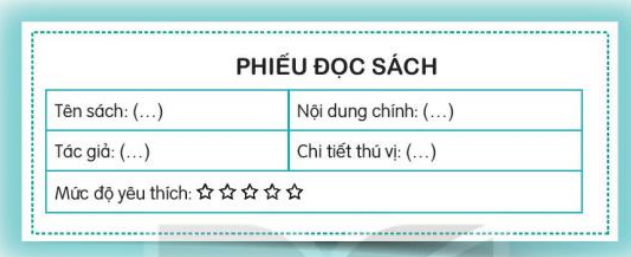 PHIẾU ĐỌC SÁCH
Tên sách: (...)
Nội dung chính: (...)
Tác giả: (...)
Chi tiết thú vị: (...)
Mức độ yêu thích: ☆ ☆ ☆ ☆ ☆